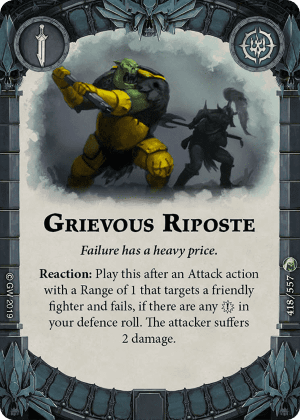 GRIEVOUS RIPOSTE
Failure has a heavy price.
Reaction: Play this after an Attack action
with a Range of 1 that targets a friendly
fighter and fails, if there are any in
your defence roll. The attacker suffers
2 damage.
© GW 2019
418/557